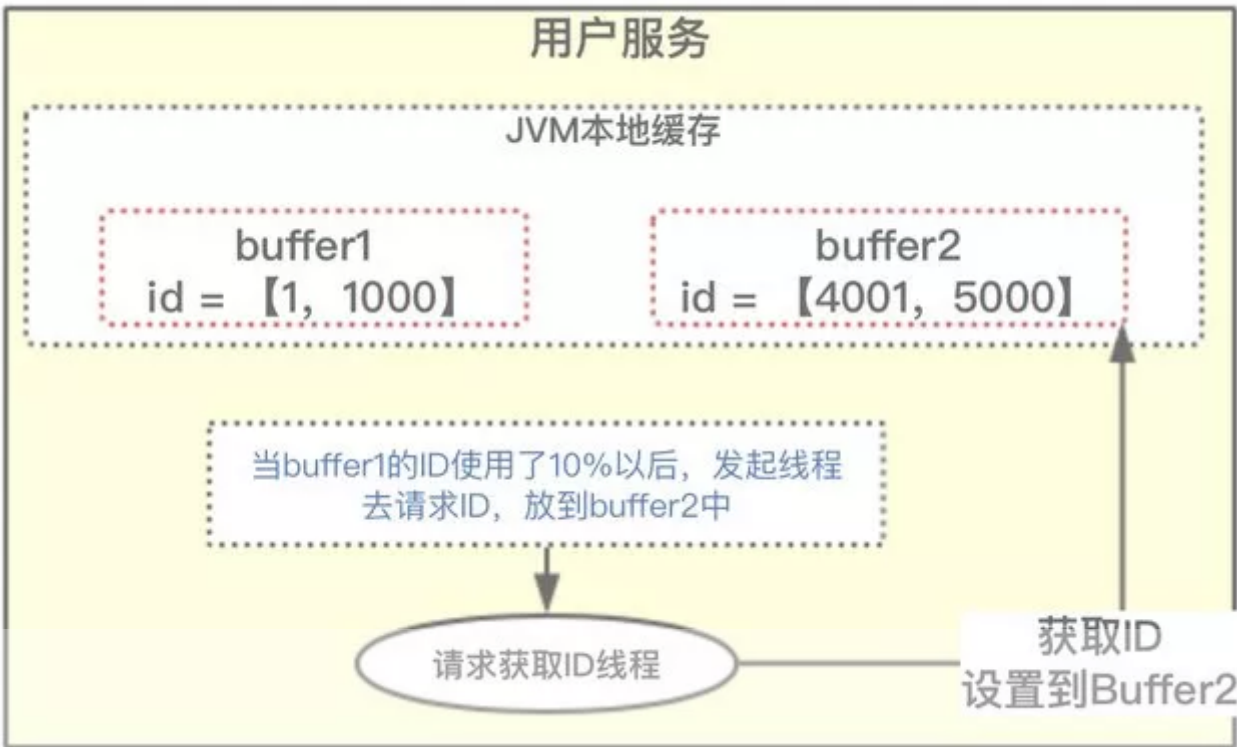 用户服务
JVM本地缓存
buffer1
id = 【1，1000】
buffer2
id = 【4001，5000】
当buffer1的ID使用了10%以后，发起线程
去请求ID，放到buffer2中
请求获取ID线程
获取ID
设置到Buffer2